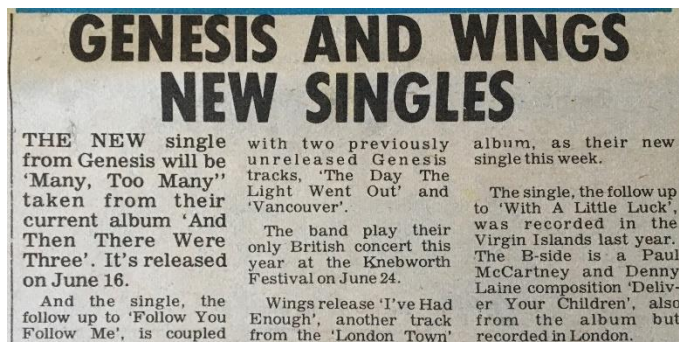 GENESIS AND WINGS
NEW SINGLES
THE NEW single
from Genesis will be
‘Many, Too Many”
taken from their
current album ‘And
Then There Were
Three’. It’s released
on June 16.
And the single, the
follow up to ‘Follow You
Follow Me’, is coupled
with two previously
unreleased Genesis
tracks, ‘The Day The
Light Went Out’ and
‘Vancouver’.
The band play their
only British concert this
year at the Knebworth
Festival on June 24.
Wings release ‘I’ve Had
Enough’, another track
from the ‘London Town’
album, as their new
single this week.
The single, the follow up
to ‘With A Little Luck’,
was recorded in the
Virgin Islands last year.
The B-side is a Paul
McCartney and Denny
Laine composition ‘Deliv-
er Your Children’, also
from the album but
recorded in London.